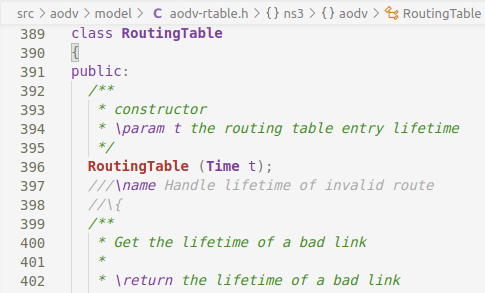 src > aodv > model > C aodv-rtable.h > {} ns3 > {} aodv > RoutingTable
389 class RoutingTable
390 {
391 public:
392 /**
393 * constructor
394 * \param t the routing table entry lifetime
395 */
396 RoutingTable (Time t);
397 ///\name Handle lifetime of invalid route
398 //\{
399 /**
400 * Get the lifetime of a bad link
401 *
402 * \return the lifetime of a bad link